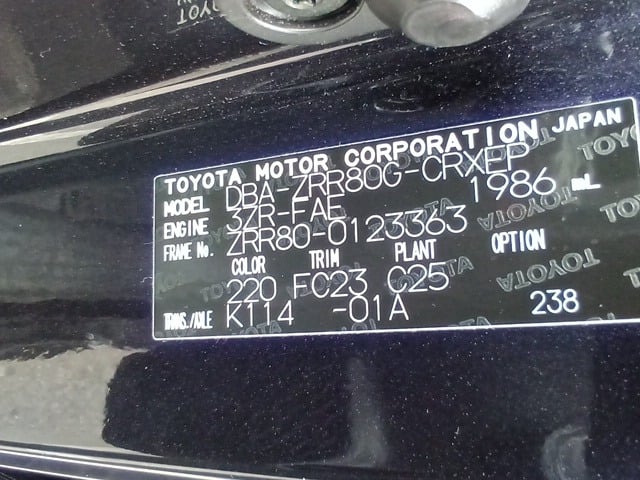 TOYOTA MOTOR CORPORATION JAPAN
MODEL DBA-ZRR80G-CRXEP
ENGINE 3ZR-FAE 1986 mL
FRAME No. ZRR80-0123363
COLOR TRIM PLANT OPTION
220 FC23 C25
TRANS./AXLE K114 -01A 238